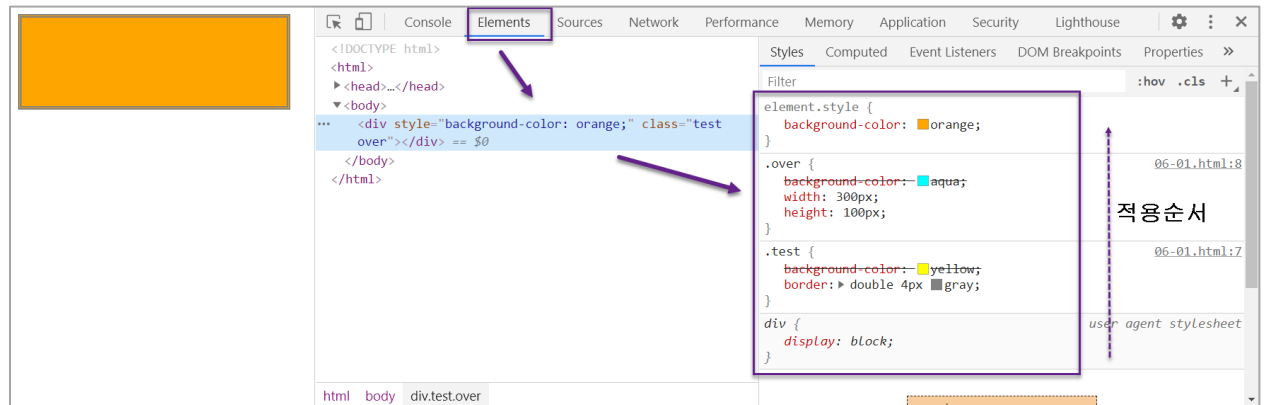 Console Elements Sources Network Performance Memory Application Security Lighthouse
<!DOCTYPE html>
<html>
<head>…</head>
<body>
<div style="background-color: orange;" class="test
over"></div> == $0
</body>
</html>
html body div.test.over
Styles Computed Event Listeners DOM Breakpoints Properties
Filter :hov .cls +
element.style {
background-color: orange;
}
.over { 06-01.html:8
background-color: aqua;
width: 300px;
height: 100px;
}
적용순서
.test { 06-01.html:7
background-color: yellow;
border: double 4px gray;
}
div { user agent stylesheet
display: block;
}